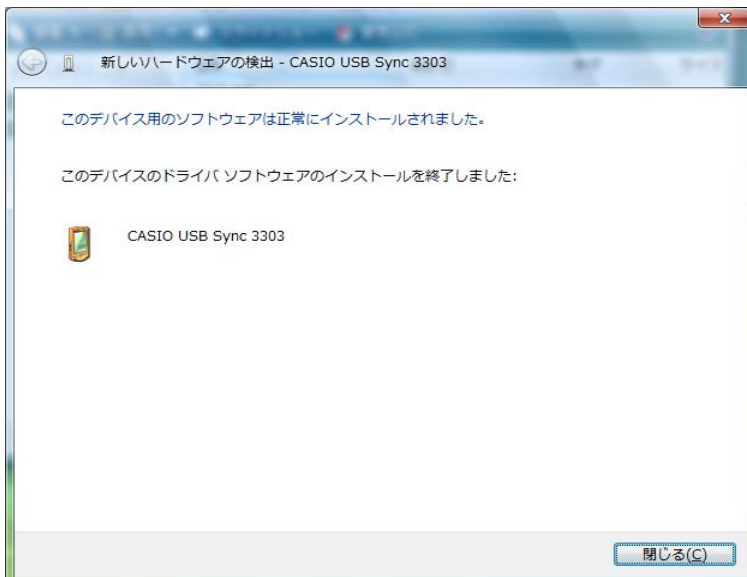 新しいハードウェアの検出 - CASIO USB Sync 3303
このデバイス用のソフトウェアは正常にインストールされました。
このデバイスのドライバ ソフトウェアのインストールを終了しました:
CASIO USB Sync 3303
閉じる(C)